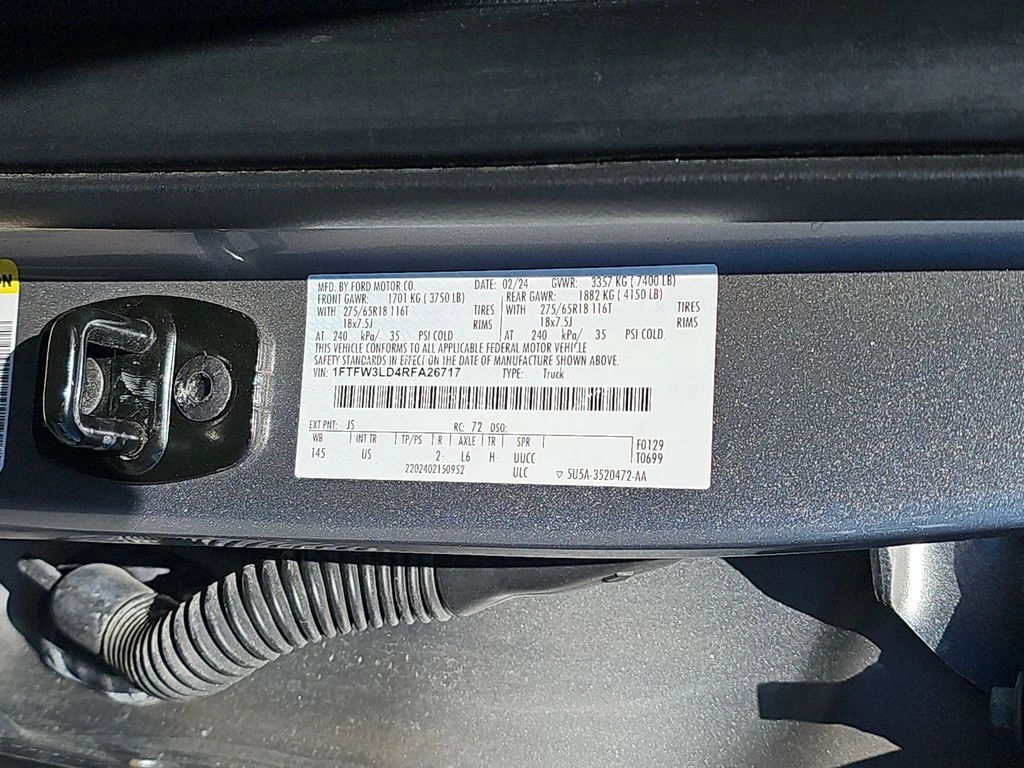 ON
MFD. BY FORD MOTOR CO. DATE: 02/24 GVWR: 3357 KG ( 7400 LB)
FRONT GAWR: 1701 KG ( 3750 LB) REAR GAWR: 1882 KG ( 4150 LB)
WITH 275/65R18 116T TIRES WITH 275/65R18 116T TIRES
18x7.5J RIMS 18x7.5J RIMS
AT 240 kPa/ 35 PSI COLD AT 240 kPa/ 35 PSI COLD
THIS VEHICLE CONFORMS TO ALL APPLICABLE FEDERAL MOTOR VEHICLE
SAFETY STANDARDS IN EFFECT ON THE DATE OF MANUFACTURE SHOWN ABOVE.
VIN: 1FTFW3LD4RFA26717 TYPE: Truck
EXT PNT: JS RC: 72 DSO:
WB INT TR TP/PS R AXLE TR SPR F0129
145 US 2 L6 H UUCC T0699
2202402150952 ULC ▽ 5U5A-3520472-AA